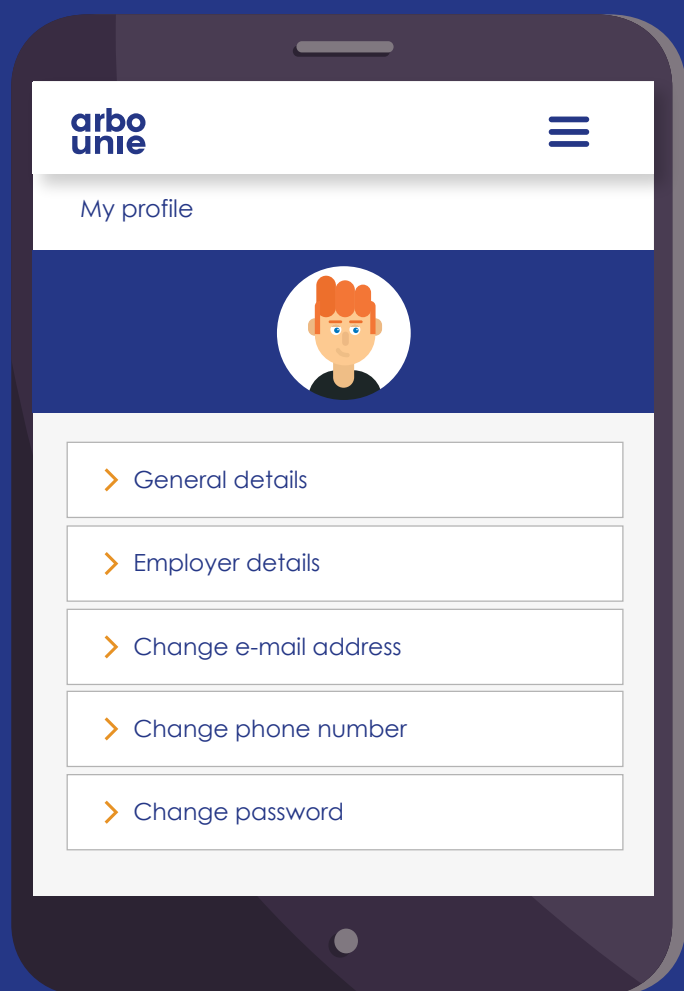 arbo
unie
My profile
General details
Employer details
Change e-mail address
Change phone number
Change password